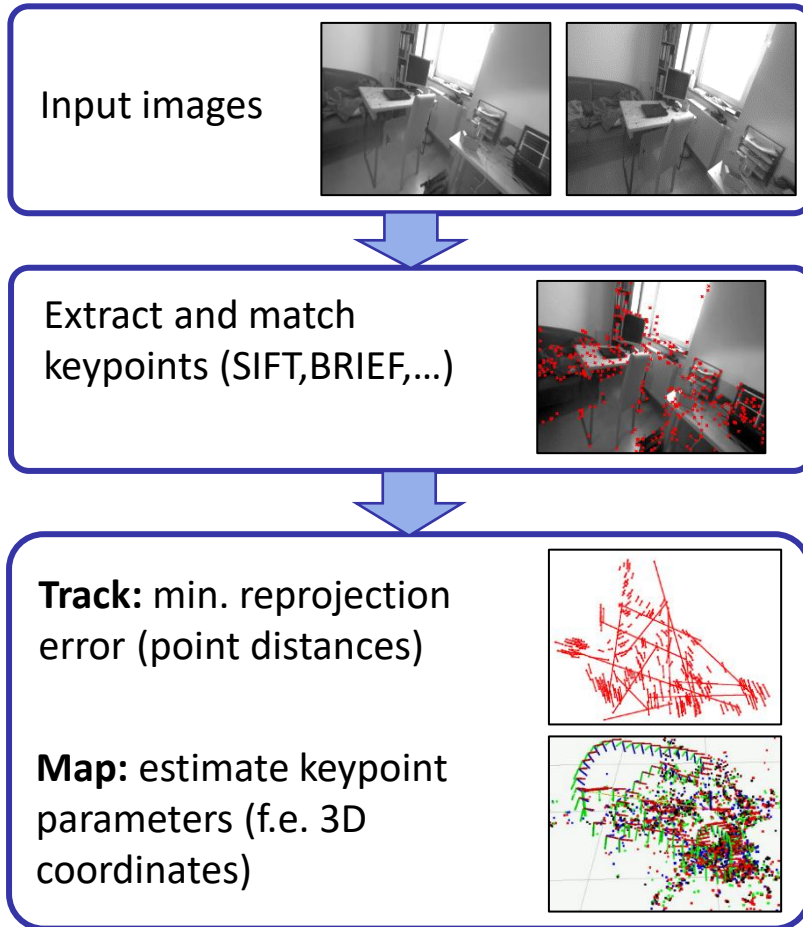 Input images
Extract and match
keypoints (SIFT,BRIEF,...)
Track: min. reprojection
error (point distances)
Map: estimate keypoint
parameters (f.e. 3D
coordinates)